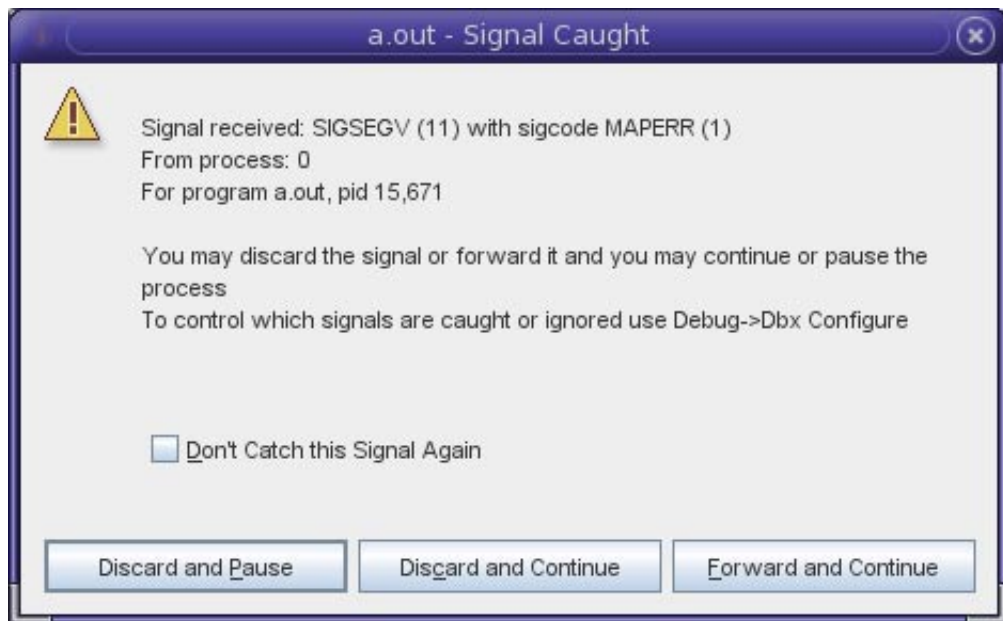 a.out - Signal Caught
Signal received: SIGSEGV (11) with sigcode MAPERR (1)
From process: 0
For program a.out, pid 15,671
You may discard the signal or forward it and you may continue or pause the
process
To control which signals are caught or ignored use Debug->Dbx Configure
Don't Catch this Signal Again
Discard and Pause
Discard and Continue
Forward and Continue